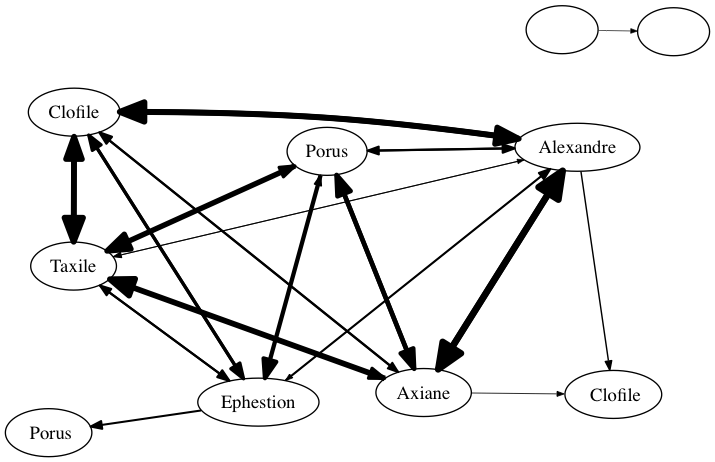 Clofile
Porus
Alexandre
Taxile
Ephestion
Axiane
Clofile
Porus